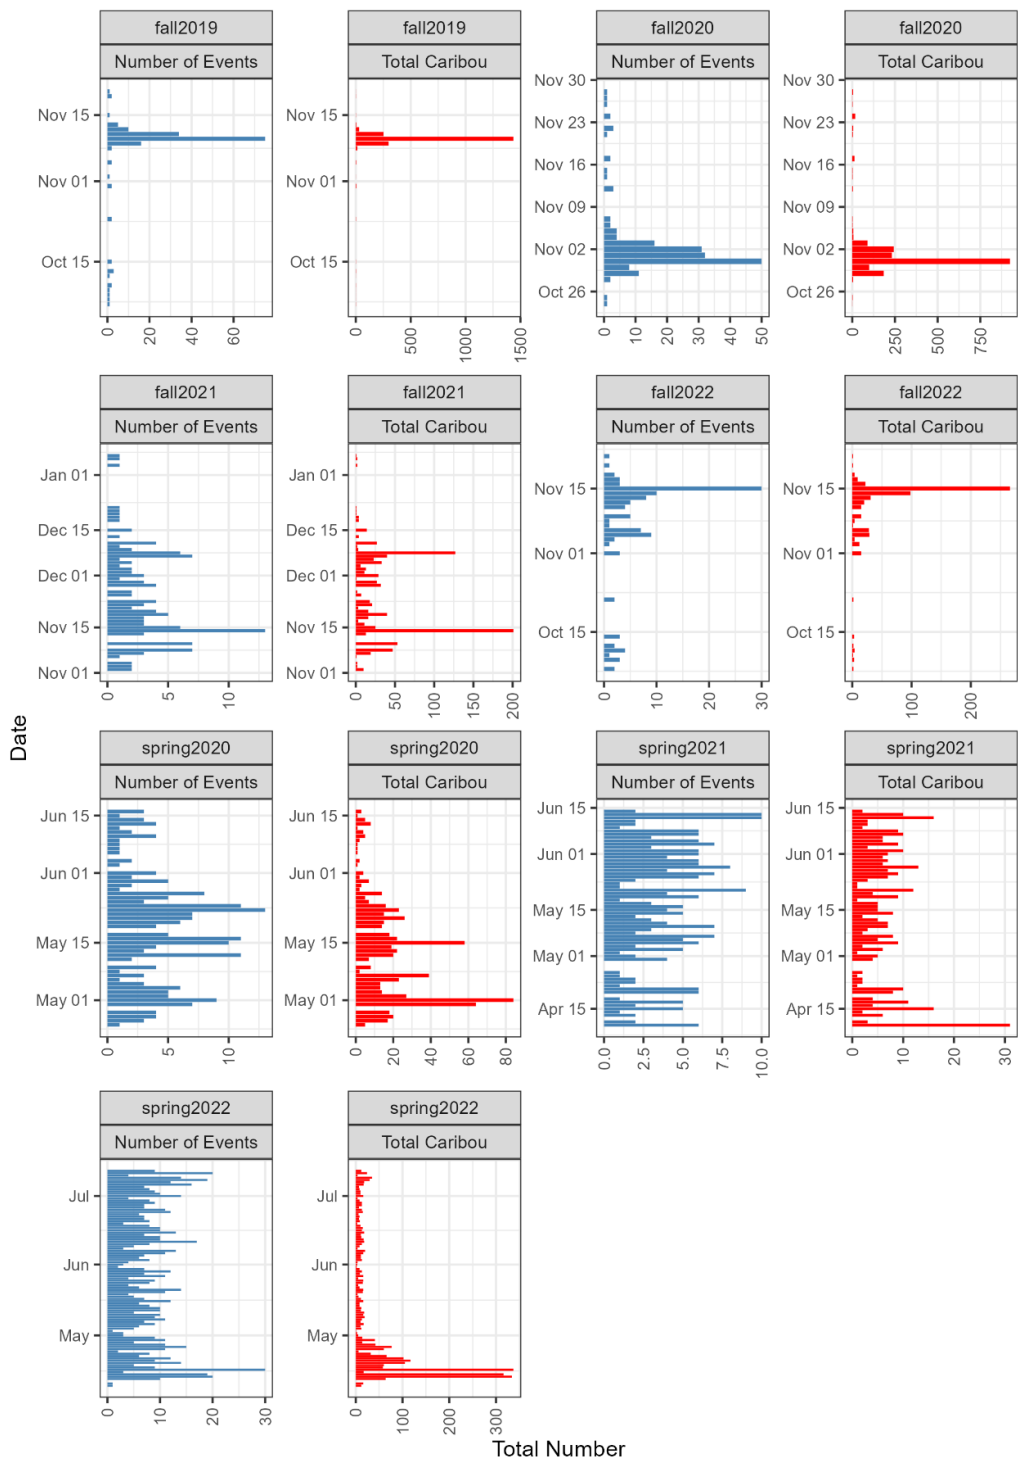 fall2019 fall2019 fall2020 fall2020
Number of Events Total Caribou Number of Events Total Caribou
Nov 15
Nov 01
Oct 15
0 20 40 60
Nov 15
Nov 01
Oct 15
0 500 1000 1500
Nov 30
Nov 23
Nov 16
Nov 09
Nov 02
Oct 26
0 10 20 30 40 50
Nov 30
Nov 23
Nov 16
Nov 09
Nov 02
Oct 26
0 250 500 750
fall2021 fall2021 fall2022 fall2022
Number of Events Total Caribou Number of Events Total Caribou
Jan 01
Dec 15
Dec 01
Nov 15
Nov 01
0 5 10
Jan 01
Dec 15
Dec 01
Nov 15
Nov 01
0 50 100 150 200
Nov 15
Nov 01
Oct 15
0 10 20 30
Nov 15
Nov 01
Oct 15
0 100 200
Date
spring2020 spring2020 spring2021 spring2021
Number of Events Total Caribou Number of Events Total Caribou
Jun 15
Jun 01
May 15
May 01
0 5 10
Jun 15
Jun 01
May 15
May 01
0 20 40 60 80
Jun 15
Jun 01
May 15
May 01
Apr 15
0.0 2.5 5.0 7.5 10.0
Jun 15
Jun 01
May 15
May 01
Apr 15
0 10 20 30
spring2022 spring2022
Number of Events Total Caribou
Jul
Jun
May
0 10 20 30
Jul
Jun
May
0 100 200 300
Total Number